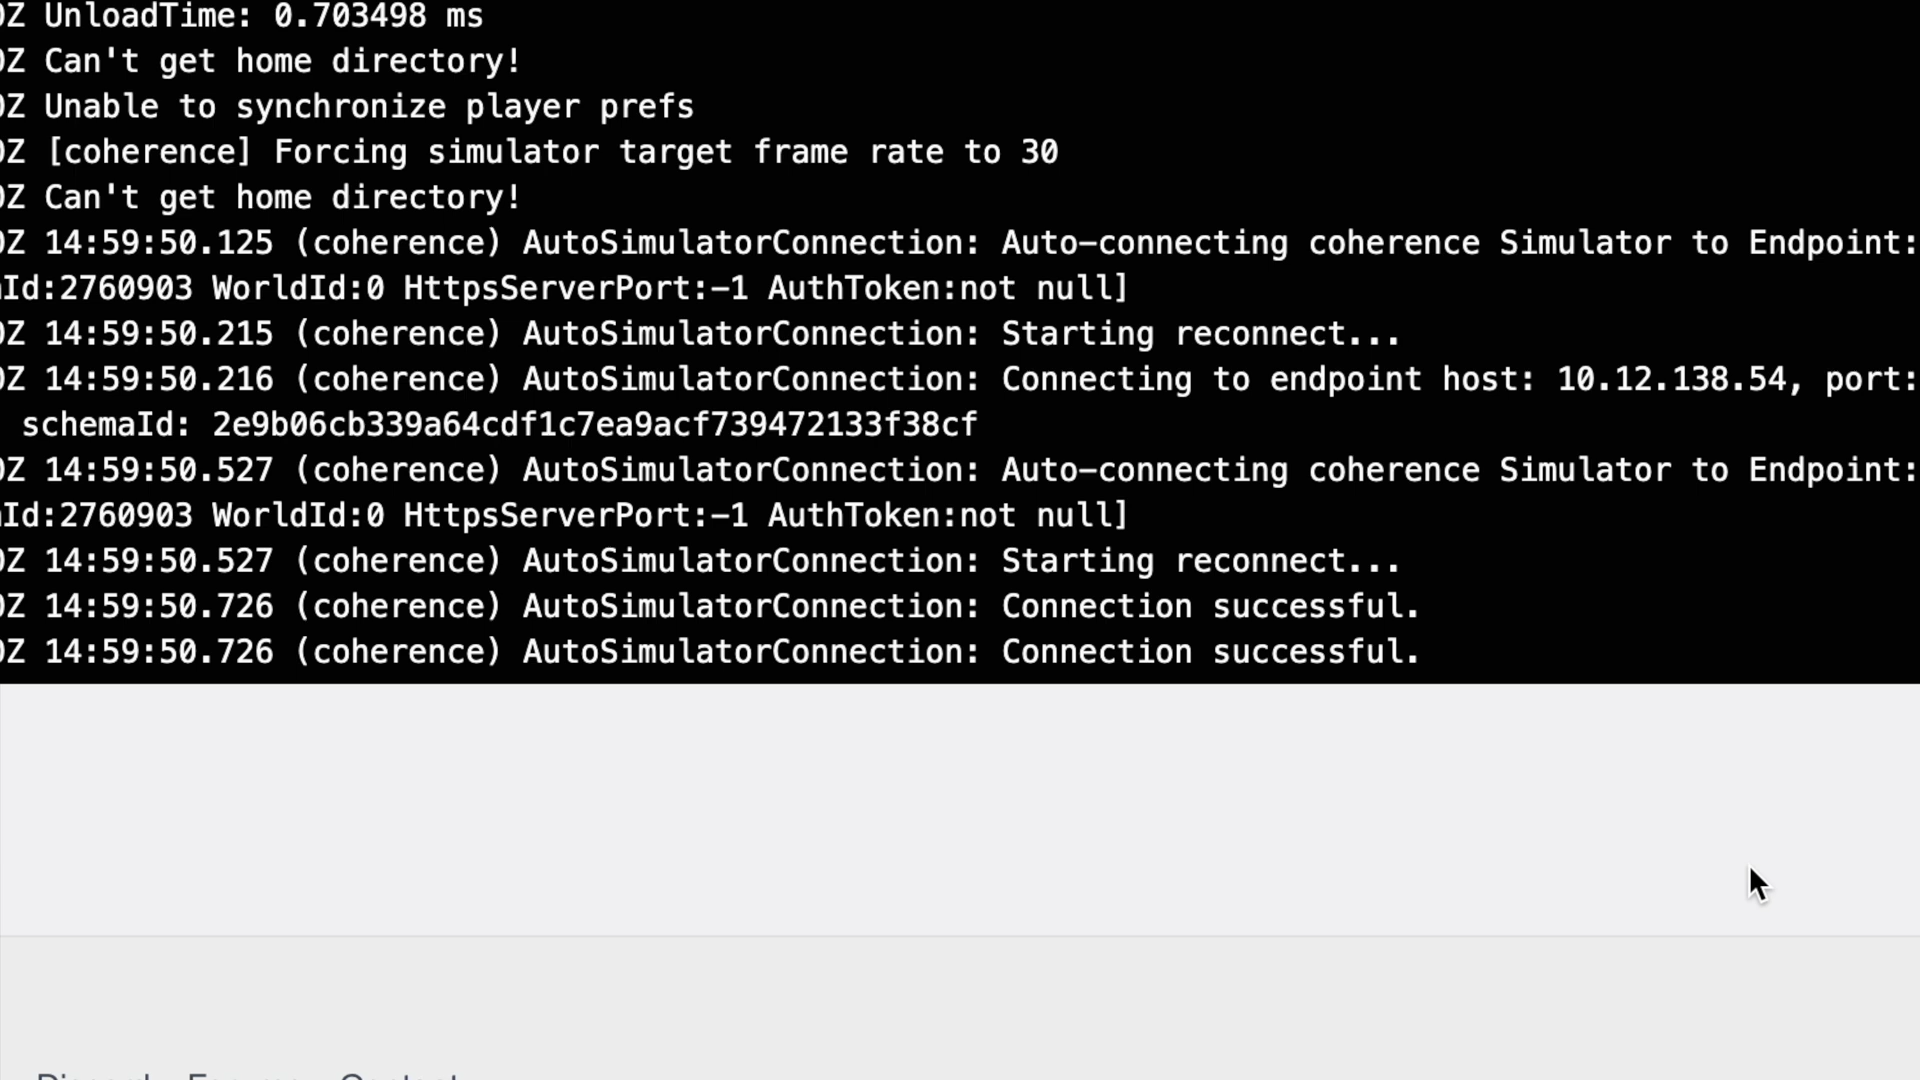 0Z UnloadTime: 0.703498 ms
0Z Can't get home directory!
0Z Unable to synchronize player prefs
0Z [coherence] Forcing simulator target frame rate to 30
0Z Can't get home directory!
0Z 14:59:50.125 (coherence) AutoSimulatorConnection: Auto-connecting coherence Simulator to Endpoint:
Id:2760903 WorldId:0 HttpsServerPort:-1 AuthToken:not null]
0Z 14:59:50.215 (coherence) AutoSimulatorConnection: Starting reconnect...
0Z 14:59:50.216 (coherence) AutoSimulatorConnection: Connecting to endpoint host: 10.12.138.54, port:
schemaId: 2e9b06cb339a64cdf1c7ea9acf739472133f38cf
0Z 14:59:50.527 (coherence) AutoSimulatorConnection: Auto-connecting coherence Simulator to Endpoint:
Id:2760903 WorldId:0 HttpsServerPort:-1 AuthToken:not null]
0Z 14:59:50.527 (coherence) AutoSimulatorConnection: Starting reconnect...
0Z 14:59:50.726 (coherence) AutoSimulatorConnection: Connection successful.
0Z 14:59:50.726 (coherence) AutoSimulatorConnection: Connection successful.
Discord Forums Contact